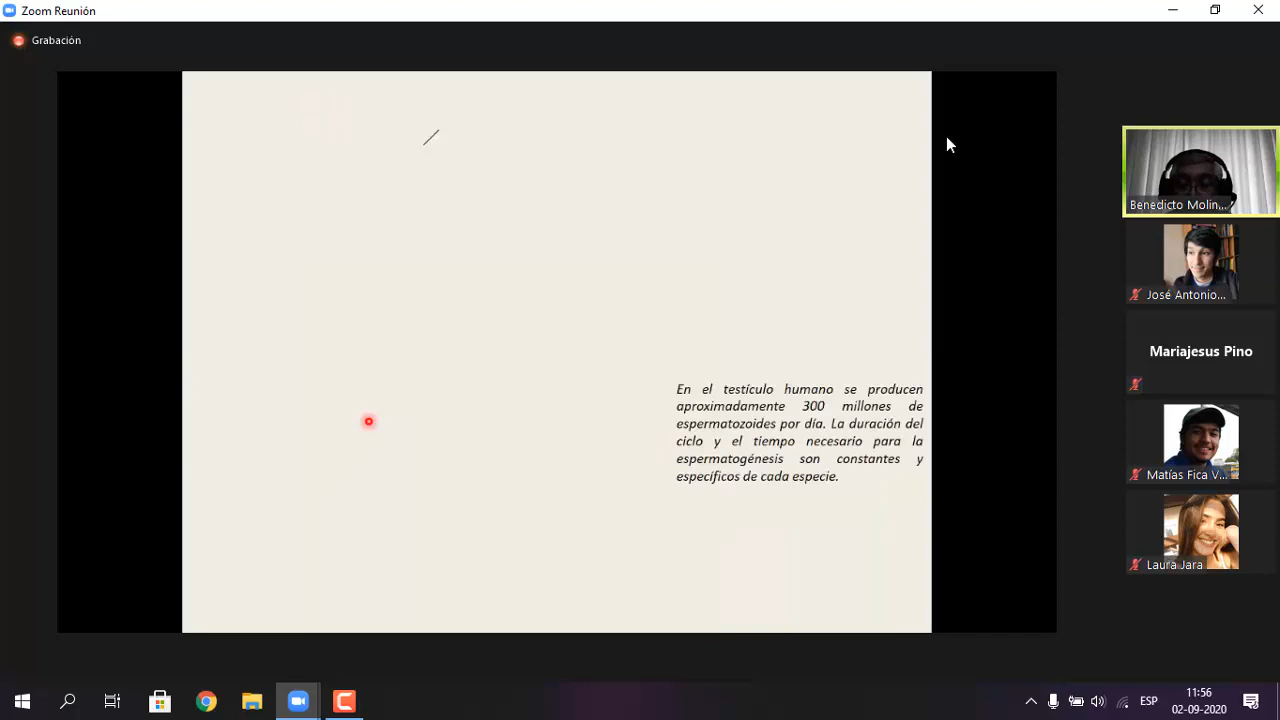 Zoom Reunión
Grabación
En el testículo humano se producen
aproximadamente 300 millones de
espermatozoides por día. La duración del
ciclo y el tiempo necesario para la
espermatogénesis son constantes y
específicos de cada especie.
Benedicto Molin...
José Antonio...
Mariajesus Pino
Matías Fica V...
Laura Jara
ESP
11:56
02-09-2020